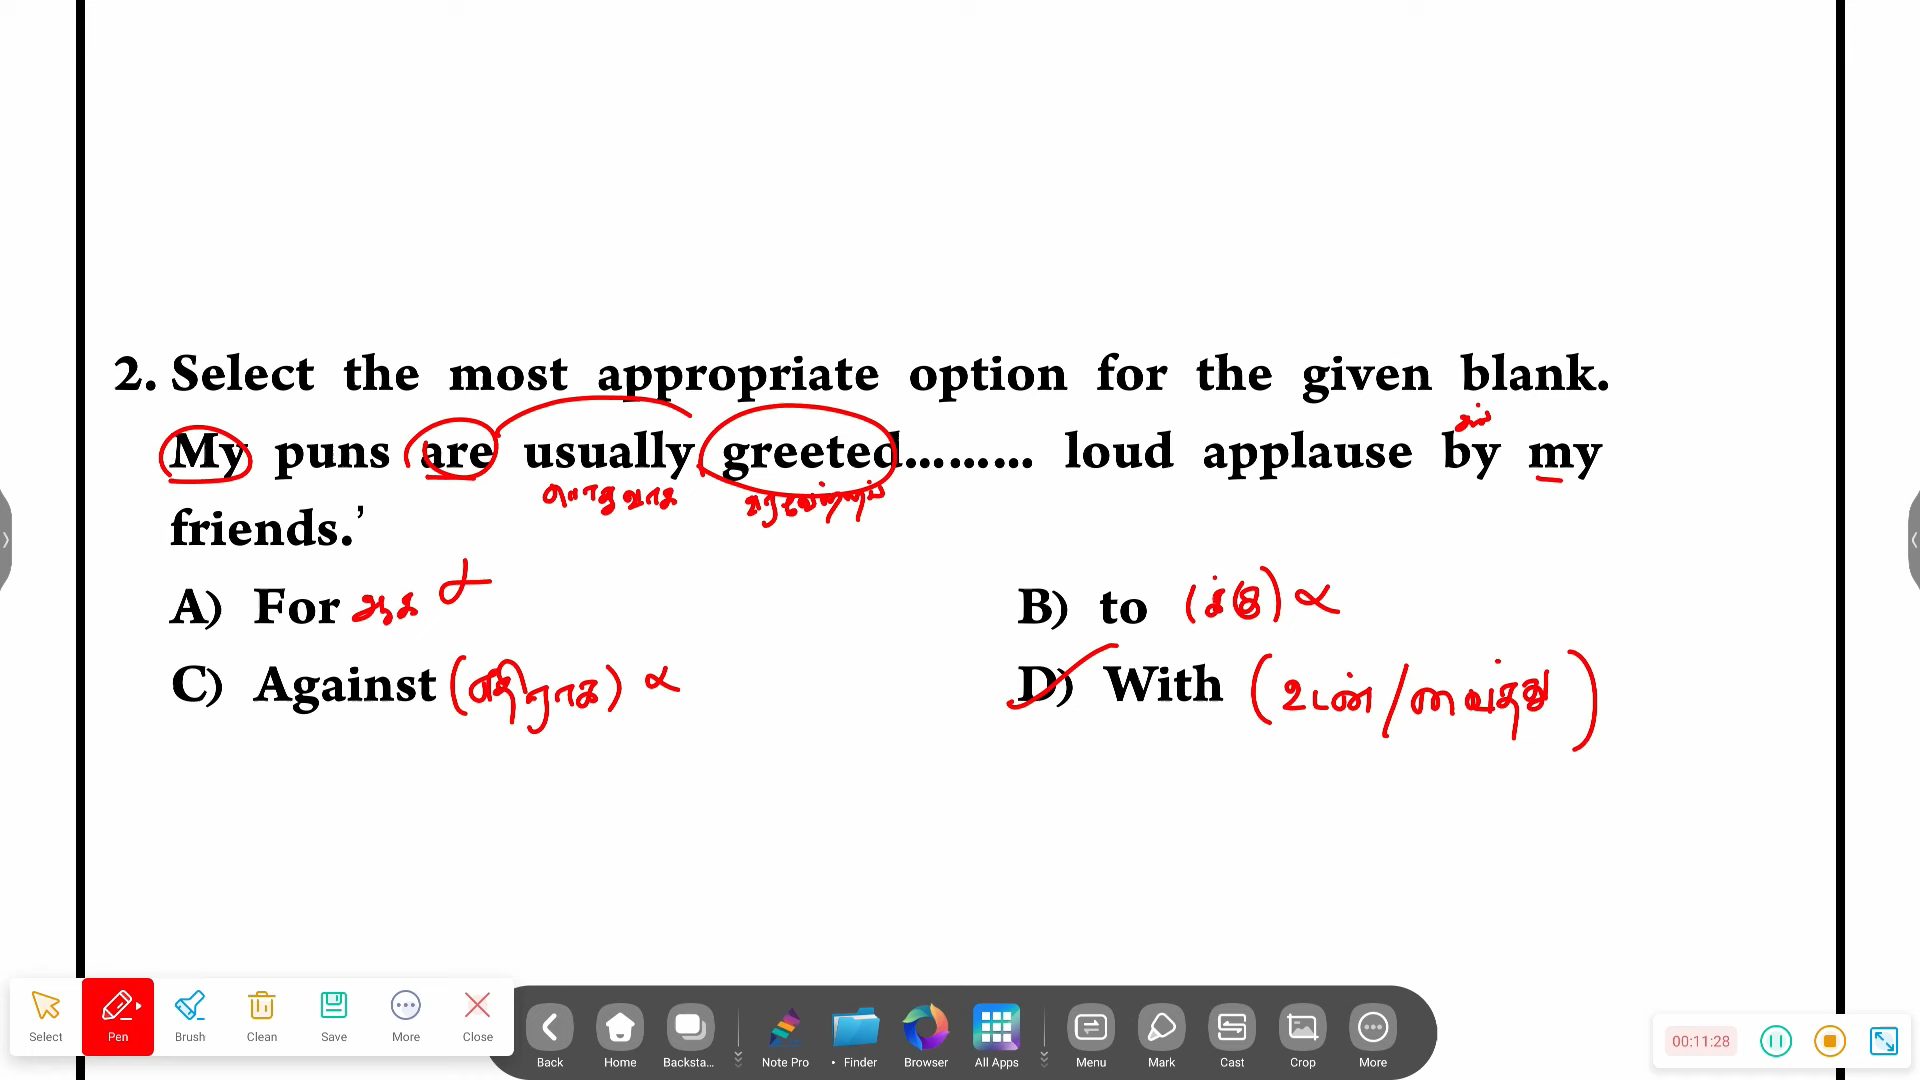 2. Select the most appropriate option for the given blank.
My puns are usually greeted......... loud applause by my
பொதுவாக
friends.’
A) For
B) to
C) Against
D) With (உடன்/வைத்து)
Select
Pen
Brush
Clean
Save
More
Close
Back
Home
Backsta...
Note Pro
• Finder
Browser
All Apps
Menu
Mark
Cast
Crop
More
00:11:28